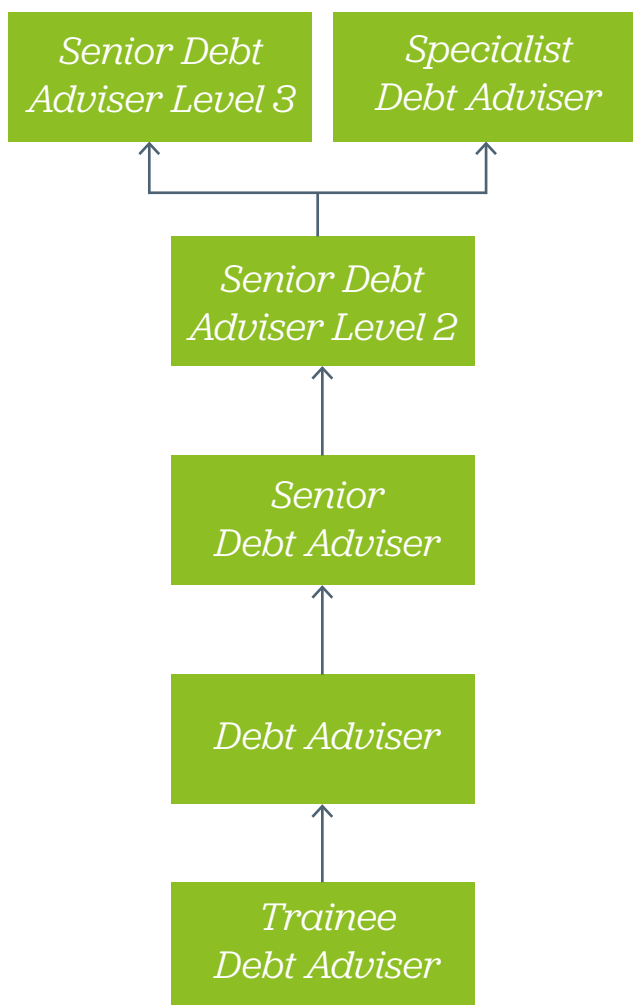 Senior Debt
Adviser Level 3
Specialist
Debt Adviser
Senior Debt
Adviser Level 2
Senior
Debt Adviser
Debt Adviser
Trainee
Debt Adviser